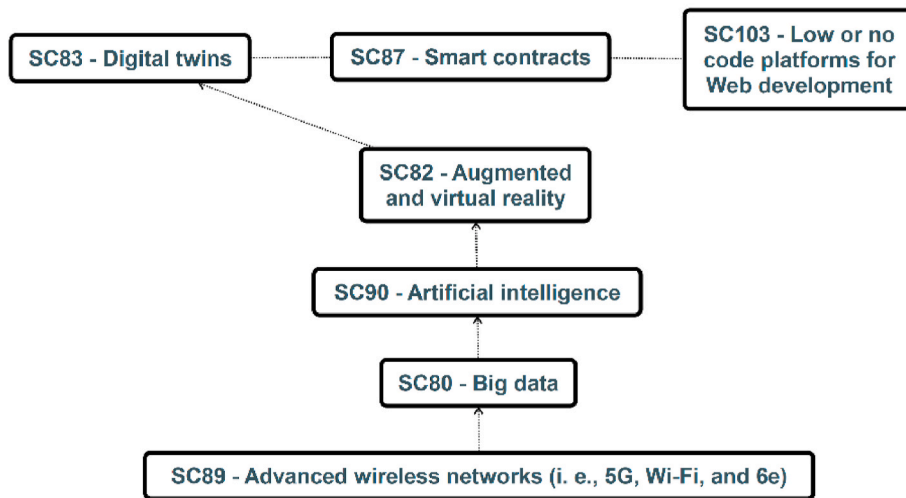 SC83 - Digital twins
SC87 - Smart contracts
SC103 - Low or no
code platforms for
Web development
SC82 - Augmented
and virtual reality
SC90 - Artificial intelligence
SC80 - Big data
SC89 - Advanced wireless networks (i. e., 5G, Wi-Fi, and 6e)